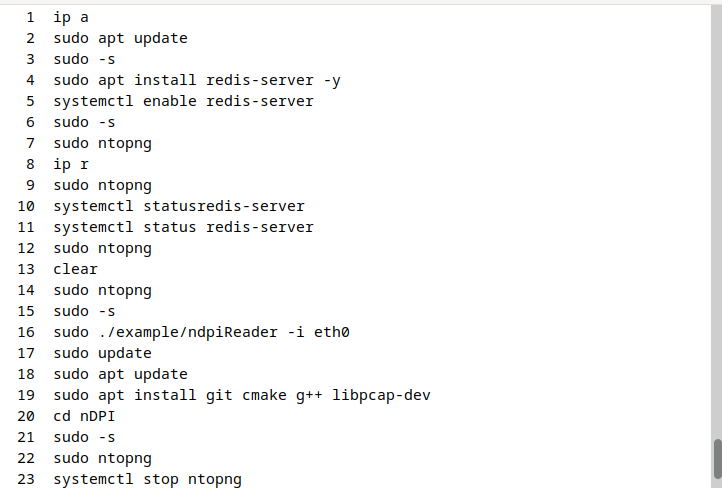 1 ip a
2 sudo apt update
3 sudo -s
4 sudo apt install redis-server -y
5 systemctl enable redis-server
6 sudo -s
7 sudo ntopng
8 ip r
9 sudo ntopng
10 systemctl statusredis-server
11 systemctl status redis-server
12 sudo ntopng
13 clear
14 sudo ntopng
15 sudo -s
16 sudo ./example/ndpiReader -i eth0
17 sudo update
18 sudo apt update
19 sudo apt install git cmake g++ libpcap-dev
20 cd nDPI
21 sudo -s
22 sudo ntopng
23 systemctl stop ntopng